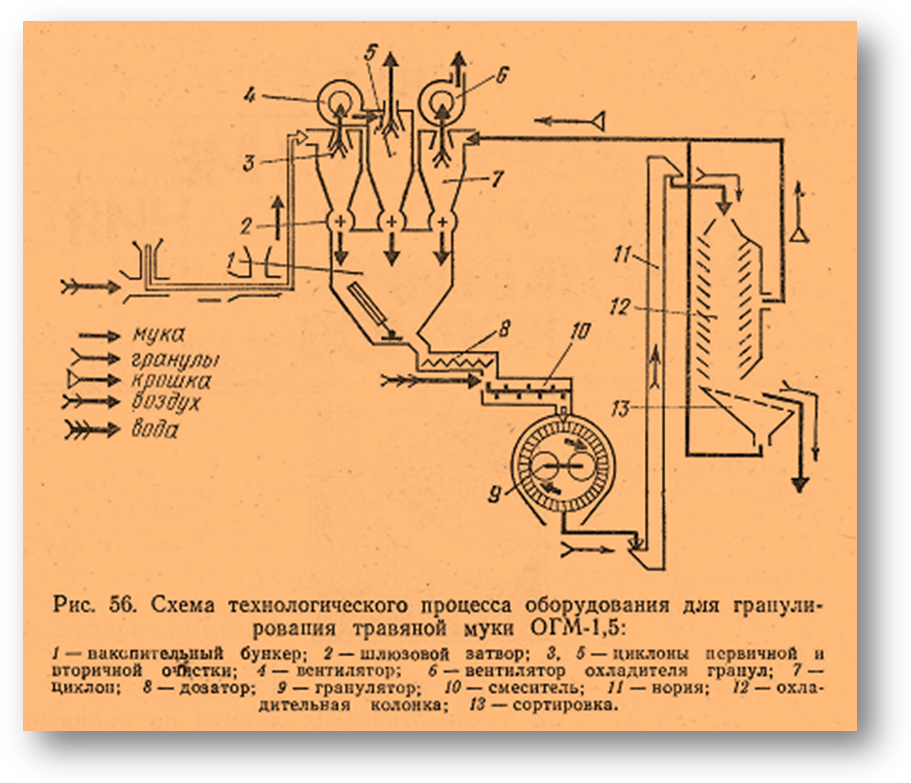 5
4
6
3
7
2
1
11
12
8
10
13
9
мука
гранулы
крошка
воздух
вода
Рис. 56. Схема технологического процесса оборудования для гранули-
рования травяной муки ОГМ-1,5:
1 — накопительный бункер; 2 — шлюзовой затвор; 3, 5 — циклоны первичной и
вторичной очистки; 4 — вентилятор; 6 — вентилятор охладителя гранул; 7 —
циклон; 8 — дозатор; 9 — гранулятор; 10 — смеситель; 11 — нория; 12 — охла-
дительная колонка; 13 — сортировка.